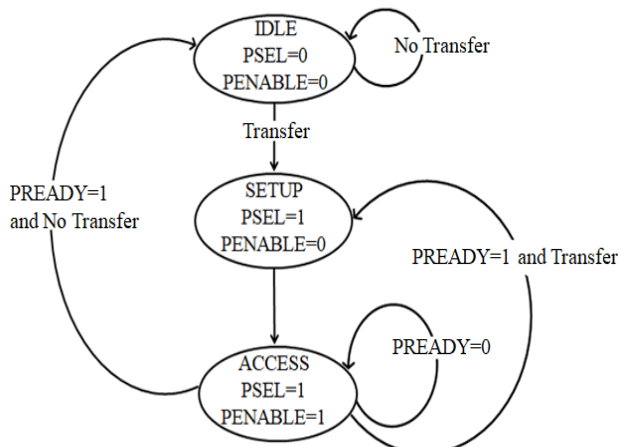 IDLE
PSEL=0
PENABLE=0
No Transfer
Transfer
SETUP
PSEL=1
PENABLE=0
PREADY=1
and No Transfer
PREADY=1 and Transfer
PREADY=0
ACCESS
PSEL=1
PENABLE=1